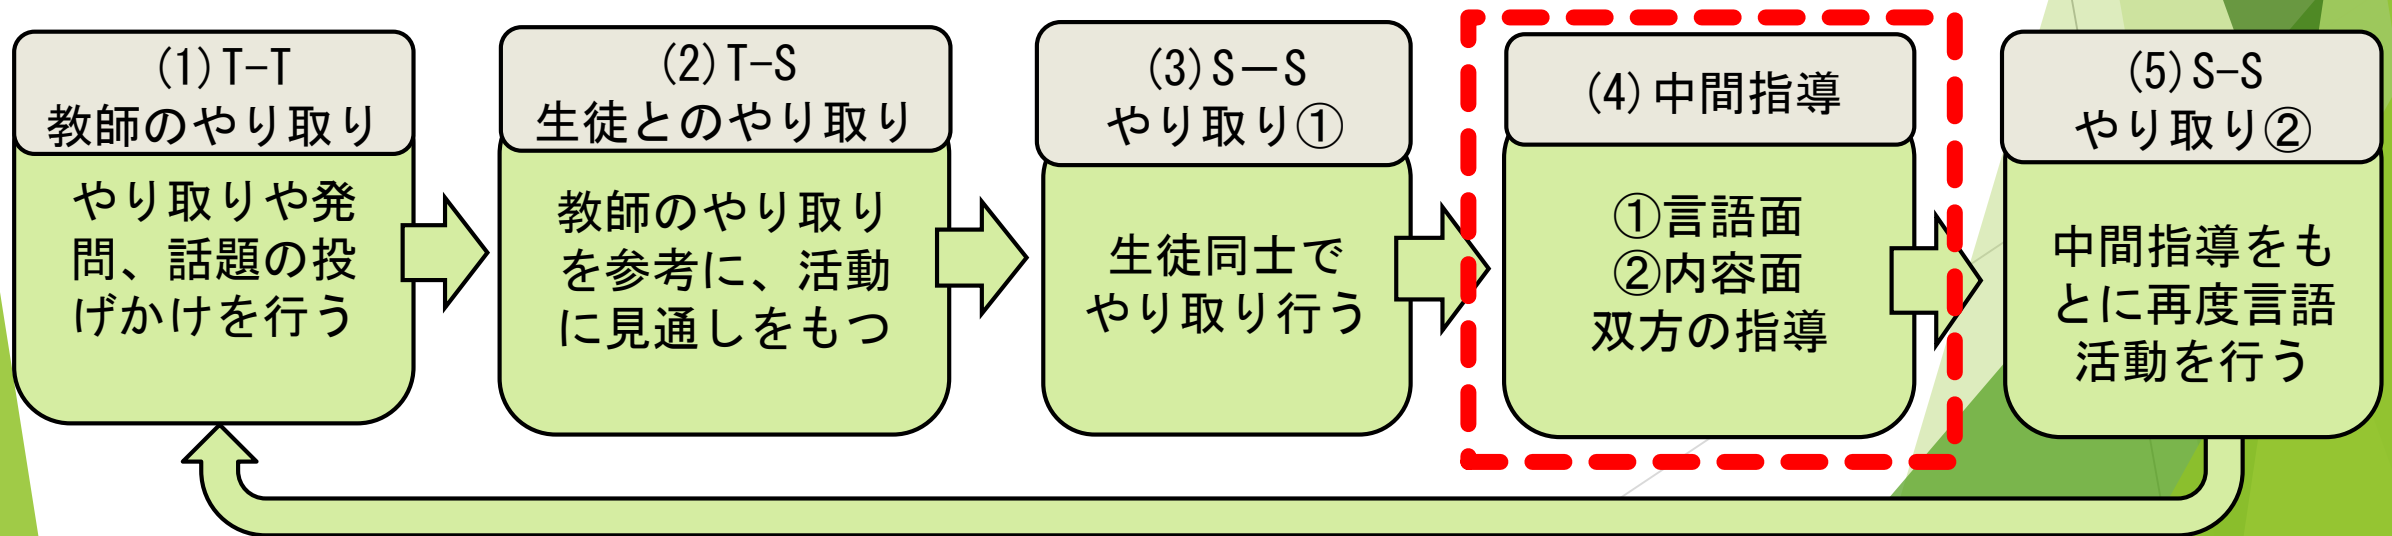 (1)T-T
教師のやり取り
やり取りや発
問、話題の投
げかけを行う
(2)T-S
生徒とのやり取り
教師のやり取り
を参考に、活動
に見通しをもつ
(3)S－S
やり取り①
生徒同士で
やり取り行う
(4)中間指導
①言語面
②内容面
双方の指導
(5)S-S
やり取り②
中間指導をも
とに再度言語
活動を行う